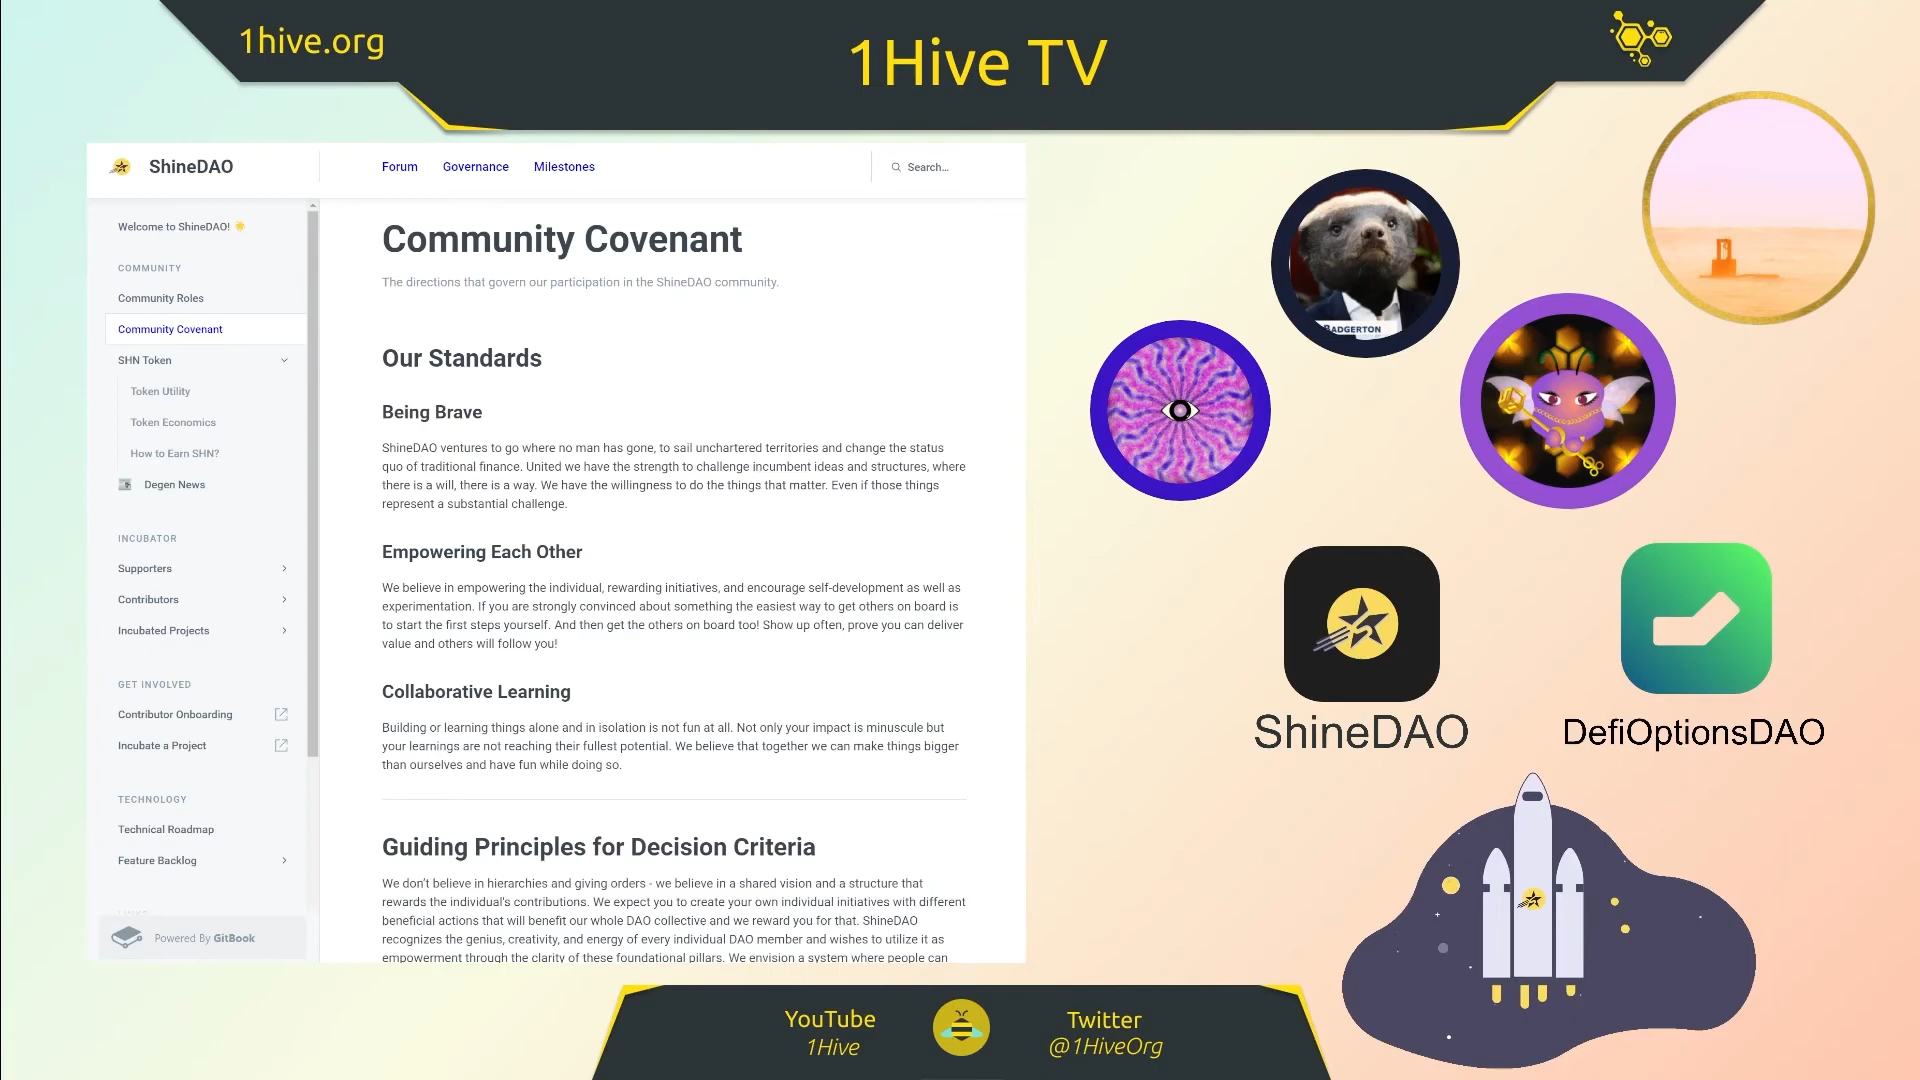 1hive.org
1Hive TV
ShineDAO
Forum
Governance
Milestones
Search...
Welcome to ShineDAO!
COMMUNITY
Community Roles
Community Covenant
SHN Token
Token Utility
Token Economics
How to Earn SHN?
Degen News
INCUBATOR
Supporters
Contributors
Incubated Projects
GET INVOLVED
Contributor Onboarding
Incubate a Project
TECHNOLOGY
Technical Roadmap
Feature Backlog
LINKS
Powered By GitBook
Community Covenant
The directions that govern our participation in the ShineDAO community.
Our Standards
Being Brave
ShineDAO ventures to go where no man has gone, to sail unchartered territories and change the status
quo of traditional finance. United we have the strength to challenge incumbent ideas and structures, where
there is a will, there is a way. We have the willingness to do the things that matter. Even if those things
represent a substantial challenge.
Empowering Each Other
We believe in empowering the individual, rewarding initiatives, and encourage self-development as well as
experimentation. If you are strongly convinced about something the easiest way to get others on board is
to start the first steps yourself. And then get the others on board too! Show up often, prove you can deliver
value and others will follow you!
Collaborative Learning
Building or learning things alone and in isolation is not fun at all. Not only your impact is minuscule but
your learnings are not reaching their fullest potential. We believe that together we can make things bigger
than ourselves and have fun while doing so.
Guiding Principles for Decision Criteria
We don't believe in hierarchies and giving orders - we believe in a shared vision and a structure that
rewards the individual's contributions. We expect you to create your own individual initiatives with different
beneficial actions that will benefit our whole DAO collective and we reward you for that. ShineDAO
recognizes the genius, creativity, and energy of every individual DAO member and wishes to utilize it as
empowerment through the clarity of these foundational pillars. We envision a system where people can
BADGERTON
ShineDAO
DefiOptionsDAO
YouTube
1Hive
Twitter
@1HiveOrg